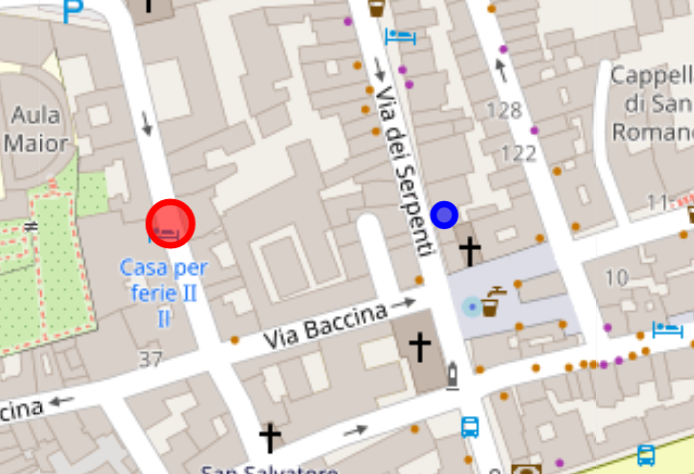 P
Aula
Maior
Via dei Serpenti
128
122
Cappell
di San
Romano
11
10
Casa per
ferie II
II
Via Baccina
37
cina
San Salvatore